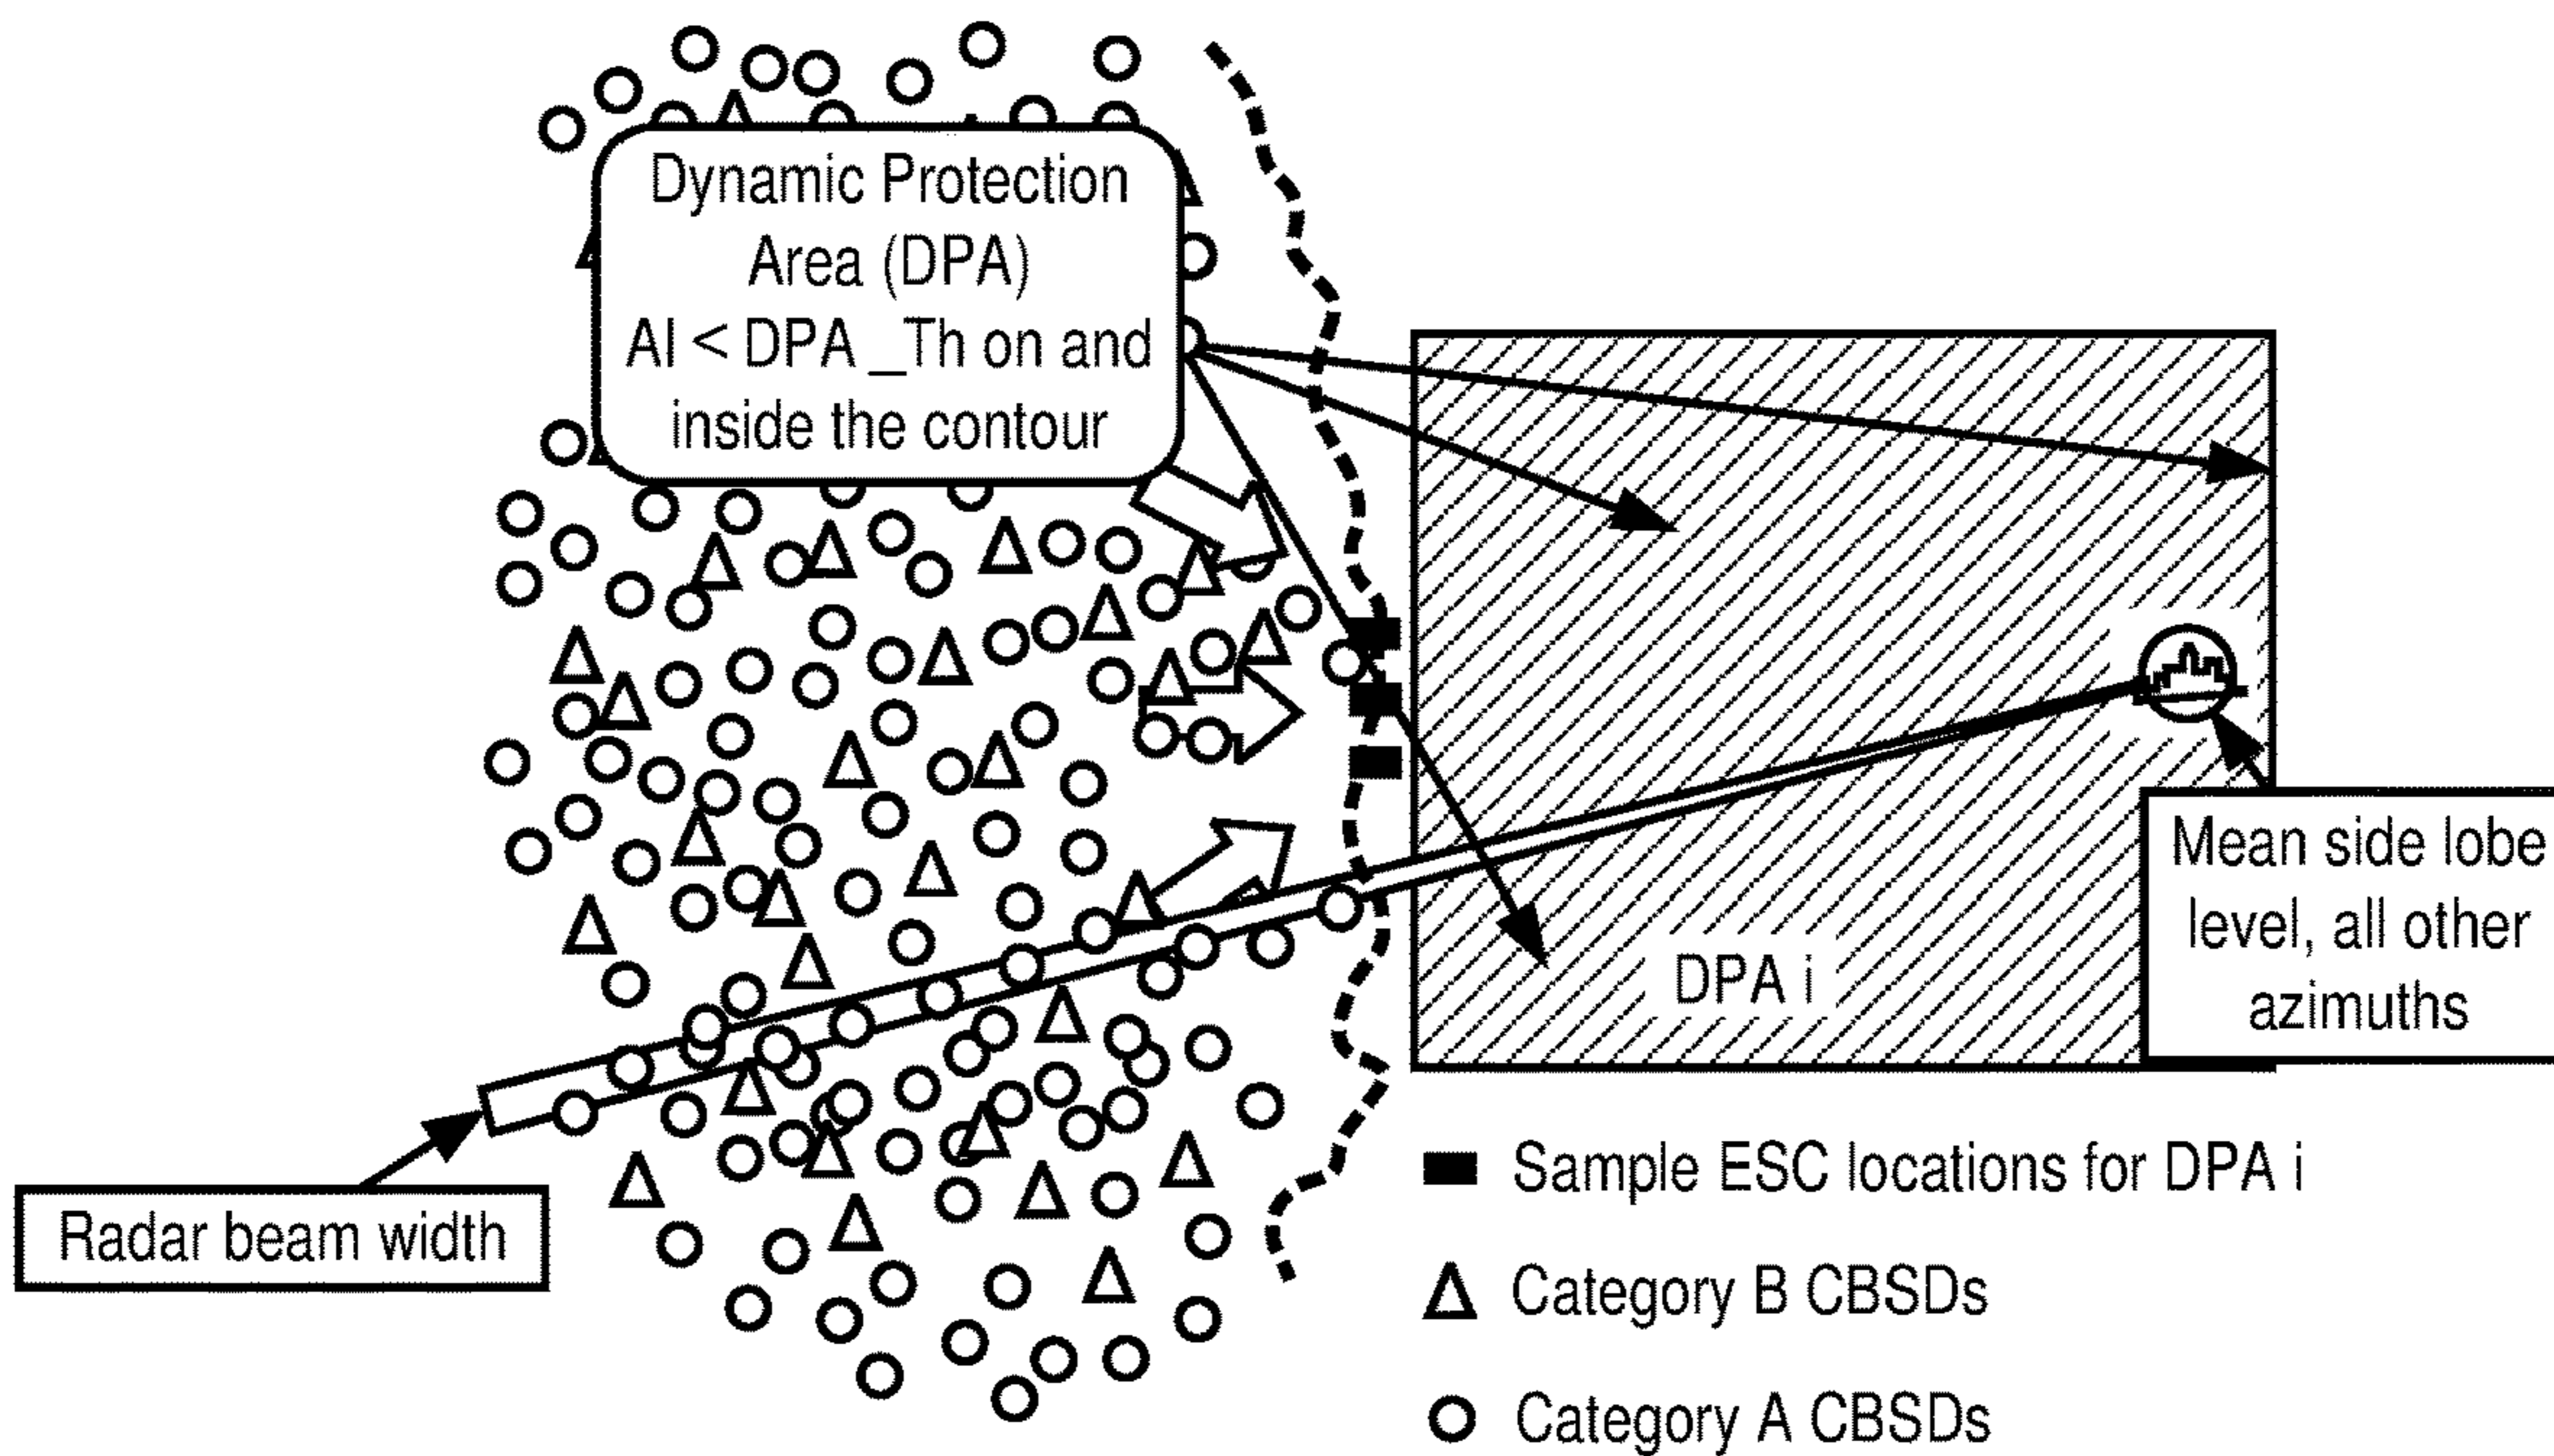 Dynamic Protection
Area (DPA)
AI < DPA _Th on and
inside the contour
Mean side lobe
level, all other
azimuths
DPA i
Radar beam width
Sample ESC locations for DPA i
Category B CBSDs
Category A CBSDs